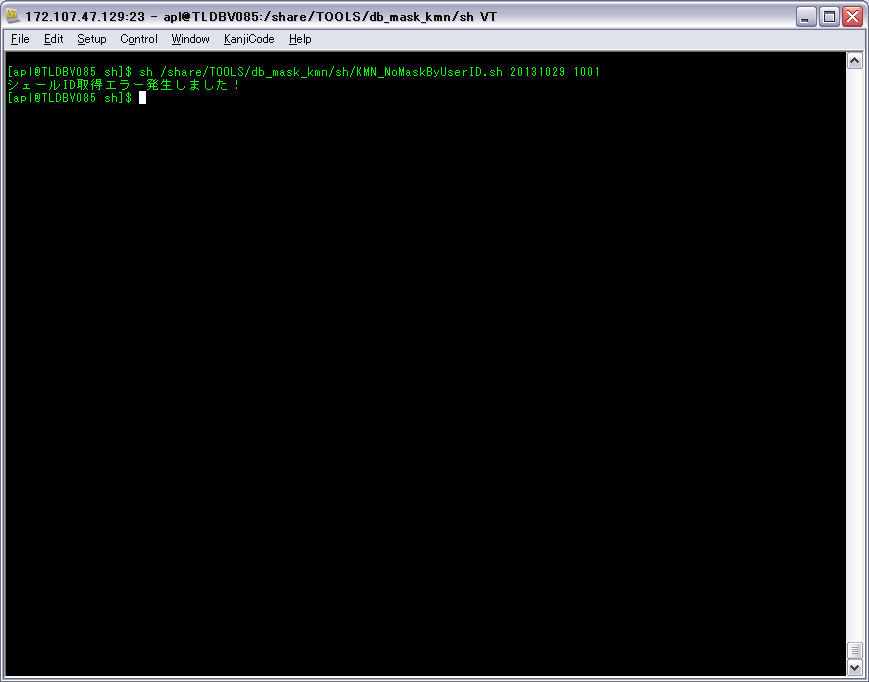 172.107.47.129:23 - apl@TLDBV085:/share/TOOLS/db_mask_kmn/sh VT
File Edit Setup Control Window KanjiCode Help
[apl@TLDBV085 sh]$ sh /share/TOOLS/db_mask_kmn/sh/KMN_NoMaskByUserID.sh 20131029 1001
シェールID取得エラー発生しました！
[apl@TLDBV085 sh]$